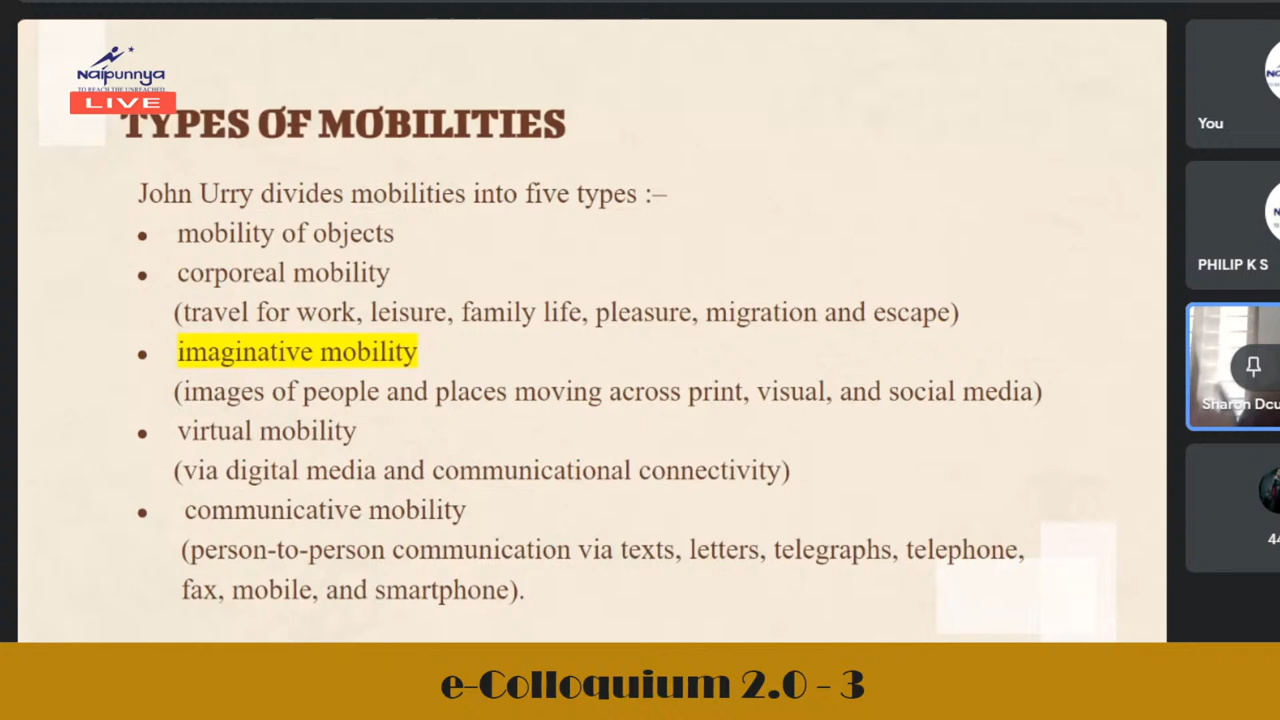 Naipunnya
TO REACH THE UNREACHED
LIVE
TYPES OF MOBILITIES
John Urry divides mobilities into five types :–
• mobility of objects
• corporeal mobility
(travel for work, leisure, family life, pleasure, migration and escape)
• imaginative mobility
(images of people and places moving across print, visual, and social media)
• virtual mobility
(via digital media and communicational connectivity)
• communicative mobility
(person-to-person communication via texts, letters, telegraphs, telephone,
fax, mobile, and smartphone).
You
PHILIP K S
Sharon Dcu
44
e-Colloquium 2.0 - 3